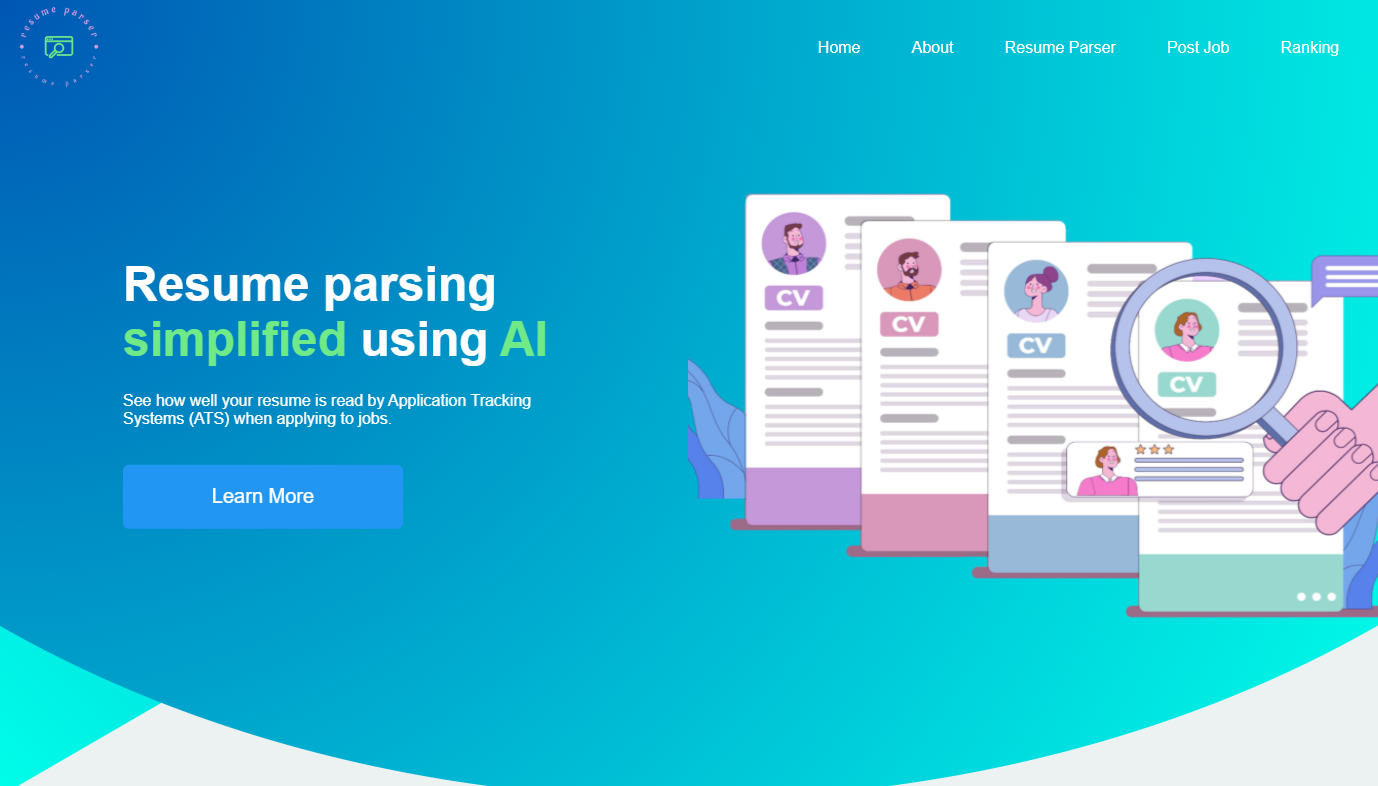 resume parser
resume parser
Home About Resume Parser Post Job Ranking
Resume parsing
simplified using AI
See how well your resume is read by Application Tracking
Systems (ATS) when applying to jobs.
Learn More
CV
CV
CV
CV